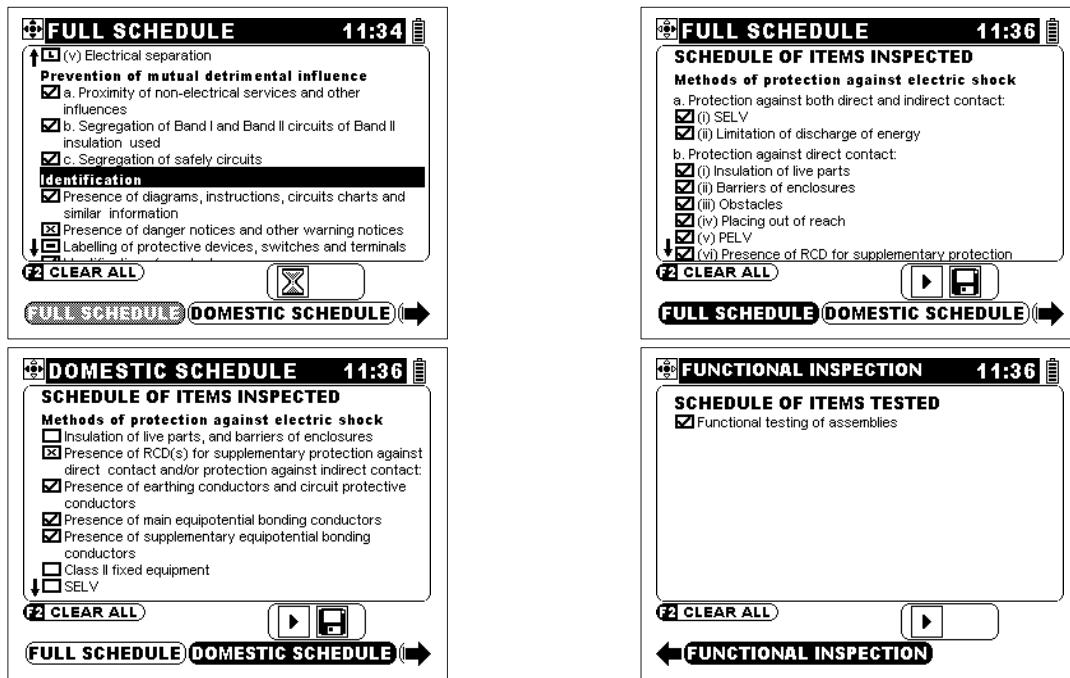 FULL SCHEDULE 11:34
(v) Electrical separation
Prevention of mutual detrimental influence
a. Proximity of non-electrical services and other
influences
b. Segregation of Band I and Band II circuits of Band II
insulation used
c. Segregation of safely circuits
Identification
Presence of diagrams, instructions, circuits charts and
similar information
Presence of danger notices and other warning notices
Labelling of protective devices, switches and terminals
F2 CLEAR ALL
FULL SCHEDULE DOMESTIC SCHEDULE
FULL SCHEDULE 11:36
SCHEDULE OF ITEMS INSPECTED
Methods of protection against electric shock
a. Protection against both direct and indirect contact:
(i) SELV
(ii) Limitation of discharge of energy
b. Protection against direct contact:
(i) Insulation of live parts
(ii) Barriers of enclosures
(iii) Obstacles
(iv) Placing out of reach
(v) PELV
(vi) Presence of RCD for supplementary protection
F2 CLEAR ALL
FULL SCHEDULE DOMESTIC SCHEDULE
DOMESTIC SCHEDULE 11:36
SCHEDULE OF ITEMS INSPECTED
Methods of protection against electric shock
Insulation of live parts, and barriers of enclosures
Presence of RCD(s) for supplementary protection against
direct contact and/or protection against indirect contact:
Presence of earthing conductors and circuit protective
conductors
Presence of main equipotential bonding conductors
Presence of supplementary equipotential bonding
conductors
Class II fixed equipment
SELV
F2 CLEAR ALL
FULL SCHEDULE DOMESTIC SCHEDULE
FUNCTIONAL INSPECTION 11:36
SCHEDULE OF ITEMS TESTED
Functional testing of assemblies
F2 CLEAR ALL
FUNCTIONAL INSPECTION